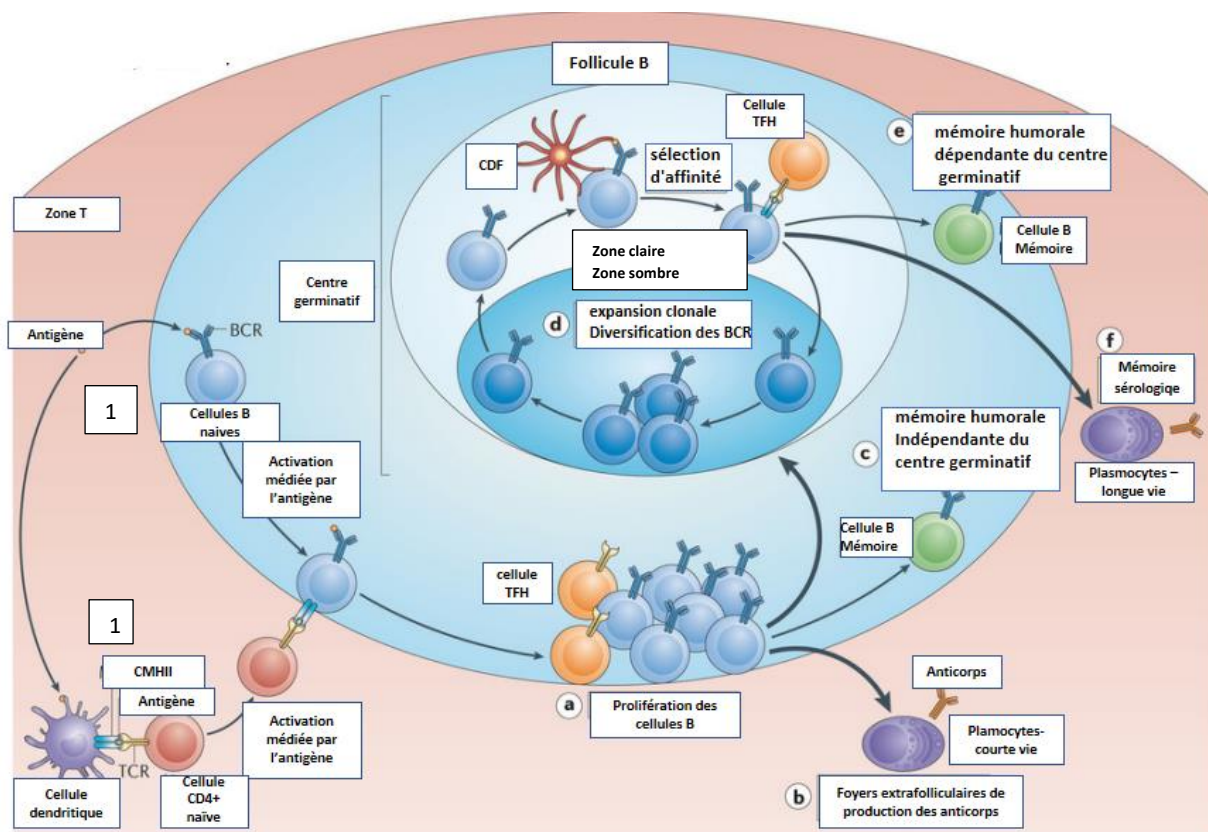 Follicule B
Cellule
TFH
e
mémoire humorale
dépendante du centre
germinatif
CDF
sélection
d'affinité
Zone T
Cellule B
Mémoire
Zone claire
Zone sombre
Centre
germinatif
d
expansion clonale
Diversification des BCR
Antigène
BCR
f
Mémoire
sérologiqe
1
Cellules B
naives
mémoire humorale
Indépendante du
centre germinatif
c
Activation
médiée par
l'antigène
Plasmocytes –
longue vie
Cellule B
Mémoire
cellule
TFH
1
CMHII
Antigène
Anticorps
a
Prolifération des
cellules B
Activation
médiée par
l'antigène
Plamocytes-
courte vie
TCR
Cellule
dendritique
Cellule
CD4+
naïve
b
Foyers extrafolliculaires de
production des anticorps